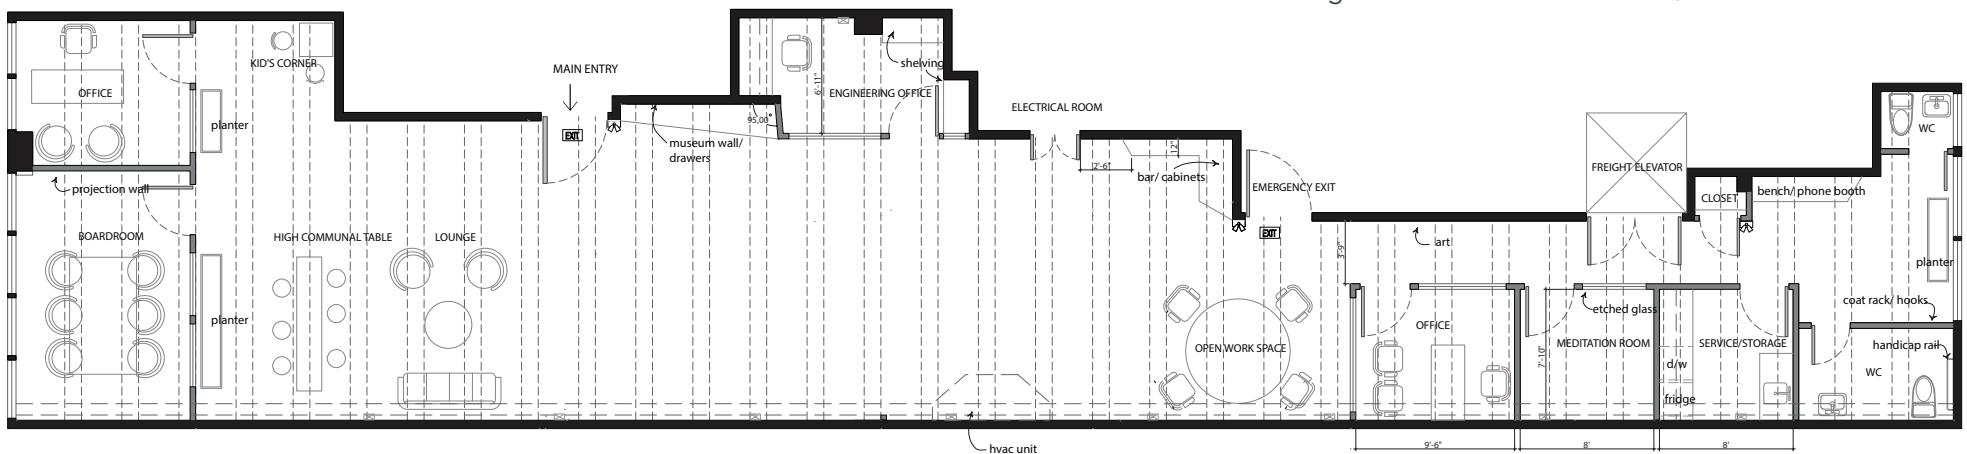 g
KID'S CORNER
OFFICE
planter
projection wall
BOARDROOM
planter
HIGH COMMUNAL TABLE
LOUNGE
MAIN ENTRY
EXIT
museum wall/
drawers
95,00°
6'-11"
shelving
ENGINEERING OFFICE
ELECTRICAL ROOM
2'-6"
12"
bar/ cabinets
EMERGENCY EXIT
EXIT
3'-9"
art
FREIGHT ELEVATOR
CLOSET
bench/ phone booth
WC
planter
coat rack/ hooks
handicap rail
WC
OPEN WORK SPACE
OFFICE
etched glass
MEDITATION ROOM
7'-10"
SERVICE/STORAGE
d/w
fridge
hvac unit
9'-6"
8'
8'